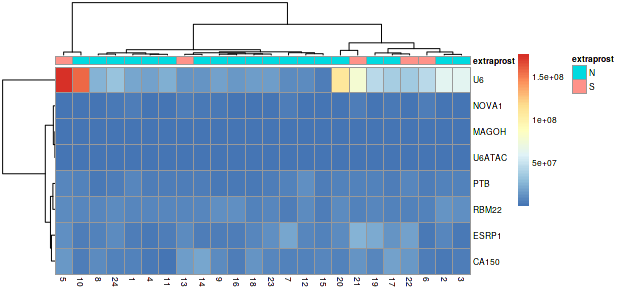 extraprost
U6
NOVA1
MAGOH
U6ATAC
PTB
RBM22
ESRP1
CA150
5 10 8 24 1 4 11 13 14 9 16 18 23 7 12 15 20 21 19 17 22 6 2 3
1.5e+08
1e+08
5e+07
extraprost
N
S